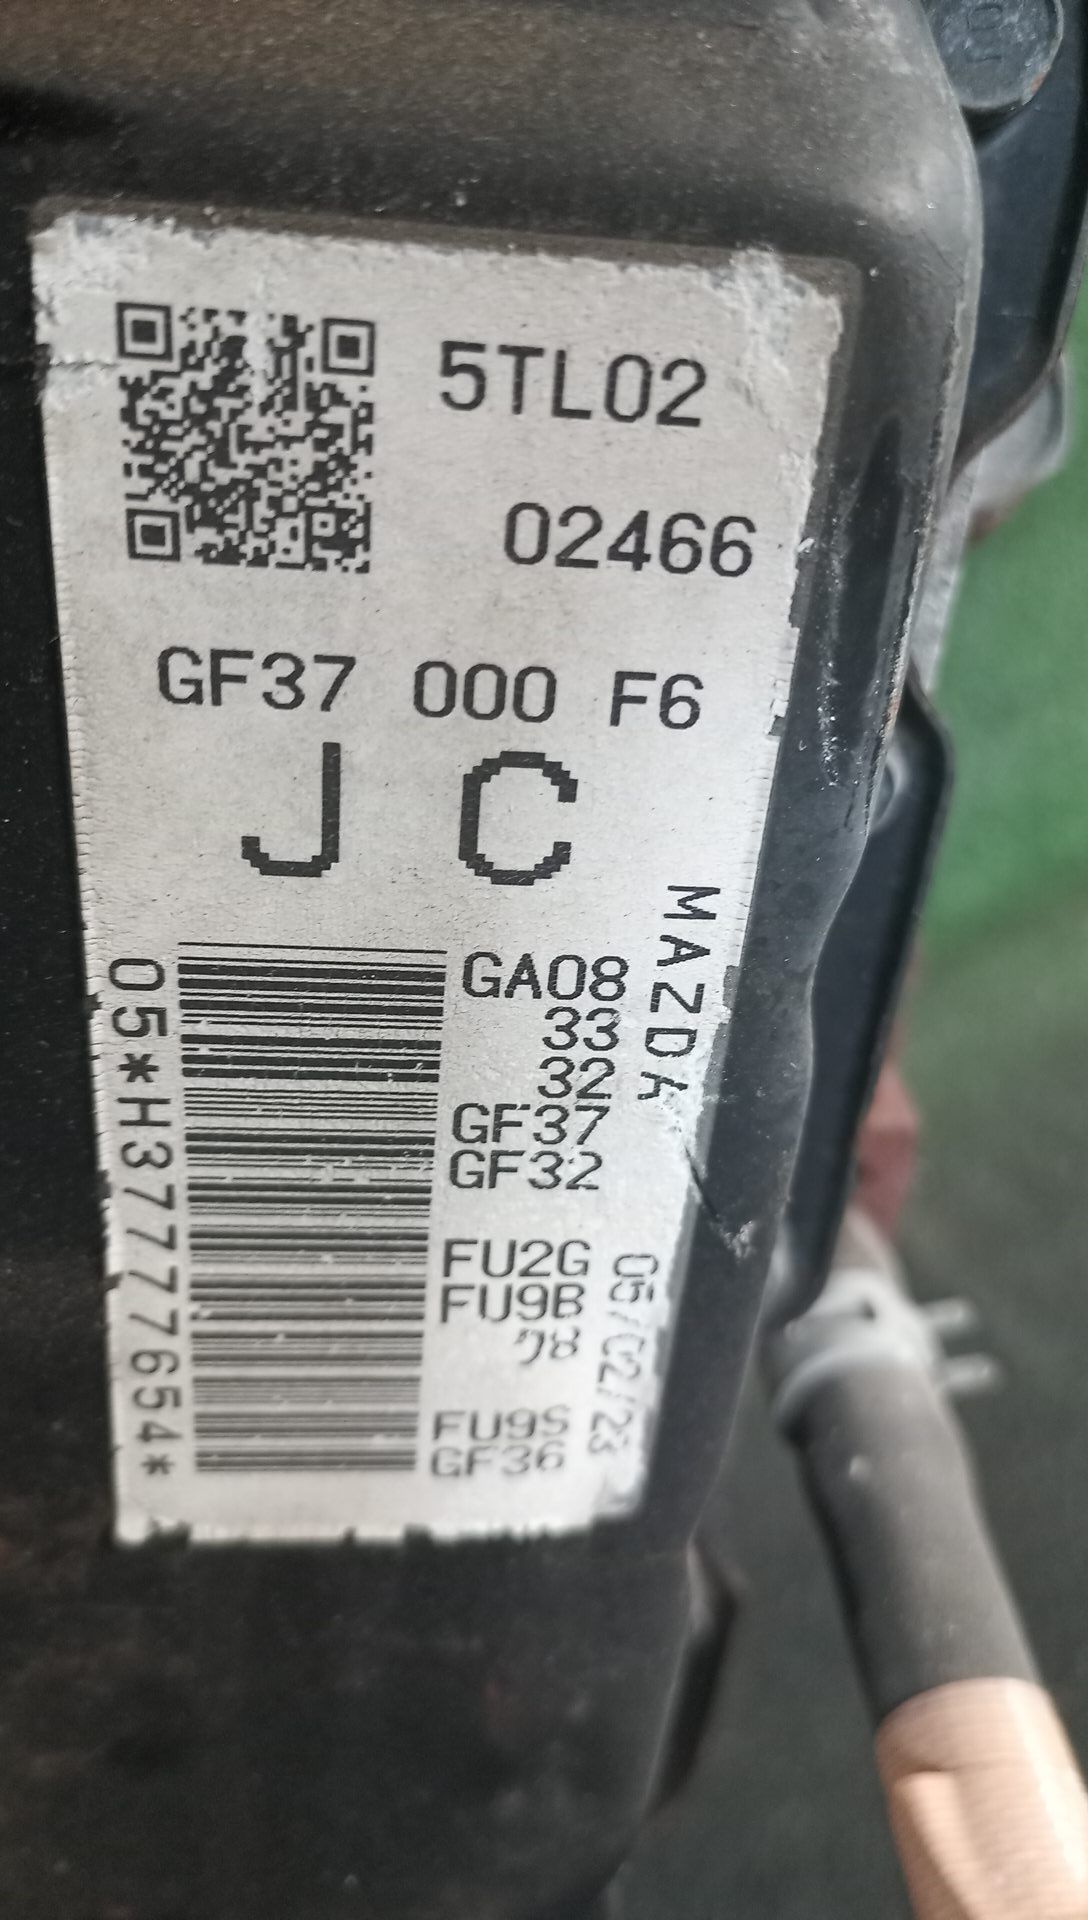 5TL02
02466
GF37 000 F6
J C
MAZDA
GA08
33
32
GF37
GF32
FU2G
FU9B
FU9S
GF36
05/02/23
05*H3777654*